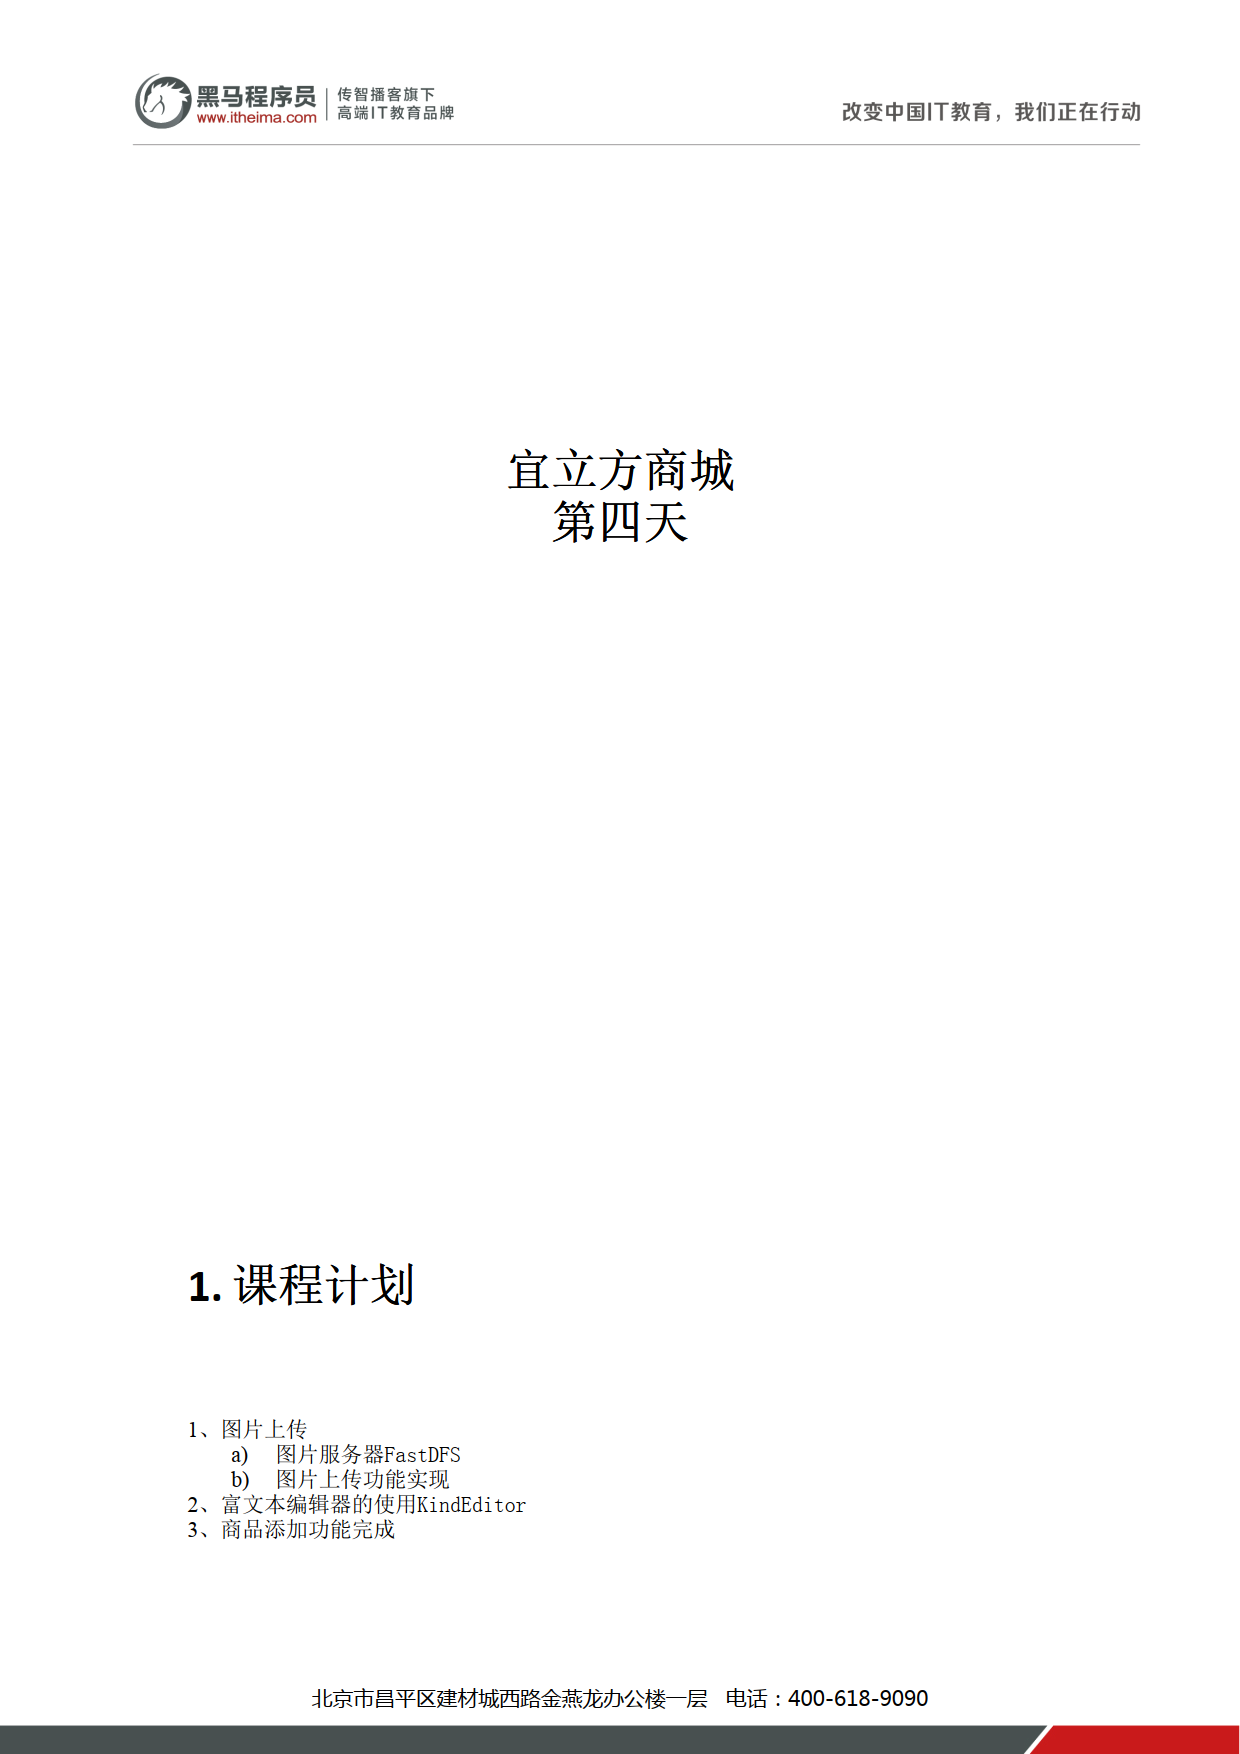 黑马程序员
www.itheima.com
传智播客旗下
高端IT教育品牌
改变中国IT教育，我们正在行动
宜立方商城
第四天
1. 课程计划
1、图片上传
a) 图片服务器FastDFS
b) 图片上传功能实现
2、富文本编辑器的使用KindEditor
3、商品添加功能完成
北京市昌平区建材城西路金燕龙办公楼一层 电话：400-618-9090